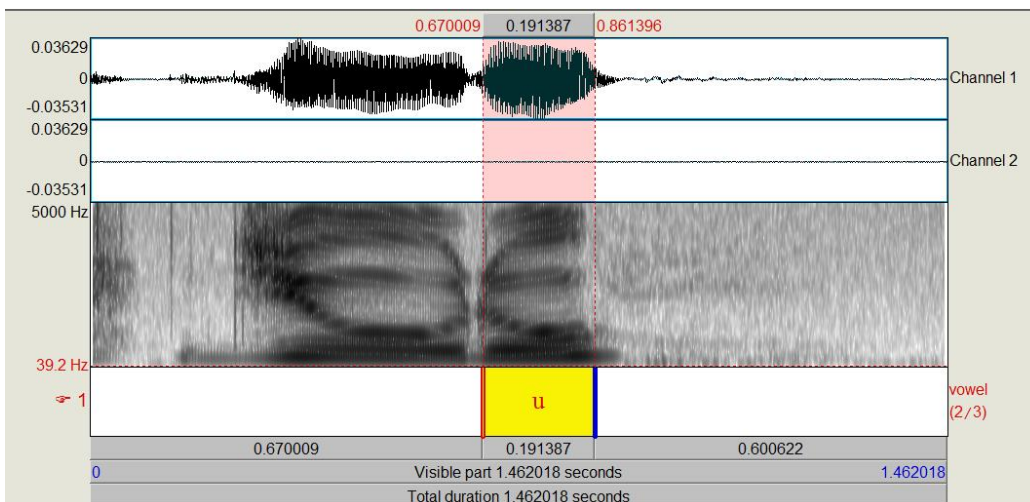 0.670009 0.191387 0.861396
0.03629
0
-0.03531
Channel 1
0.03629
0
-0.03531
Channel 2
5000 Hz
39.2 Hz
☞ 1
u
vowel
(2/3)
0.670009 0.191387 0.600622
0 Visible part 1.462018 seconds 1.462018
Total duration 1.462018 seconds